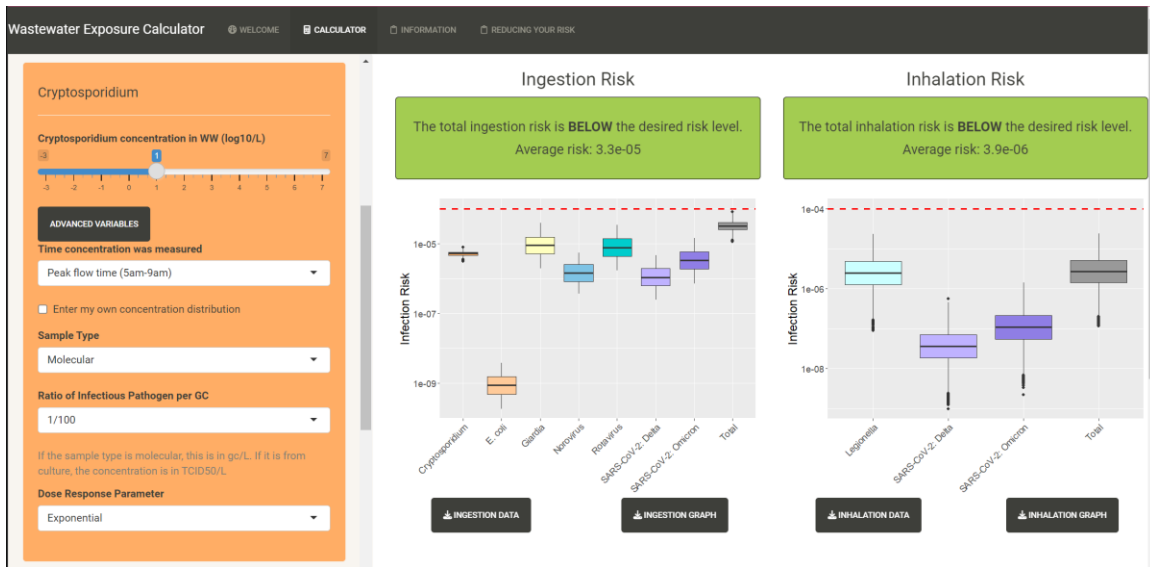 Wastewater Exposure Calculator
WELCOME
CALCULATOR
INFORMATION
REDUCING YOUR RISK
Cryptosporidium
Cryptosporidium concentration in WW (log10/L)
-3
1
7
-3 -2 -1 0 1 2 3 4 5 6 7
ADVANCED VARIABLES
Time concentration was measured
Peak flow time (5am-9am)
Enter my own concentration distribution
Sample Type
Molecular
Ratio of Infectious Pathogen per GC
1/100
If the sample type is molecular, this is in gc/L. If it is from
culture, the concentration is in TCID50/L
Dose Response Parameter
Exponential
Ingestion Risk
The total ingestion risk is BELOW the desired risk level.
Average risk: 3.3e-05
Infection Risk
1e-05
1e-07
1e-09
Cryptosporidium
E. coli
Giardia
Norovirus
Rotavirus
SARS-CoV-2: Delta
SARS-CoV-2: Omicron
Total
INGESTION DATA
INGESTION GRAPH
Inhalation Risk
The total inhalation risk is BELOW the desired risk level.
Average risk: 3.9e-06
Infection Risk
1e-04
1e-06
1e-08
Legionella
SARS-CoV-2: Delta
SARS-CoV-2: Omicron
Total
INHALATION DATA
INHALATION GRAPH